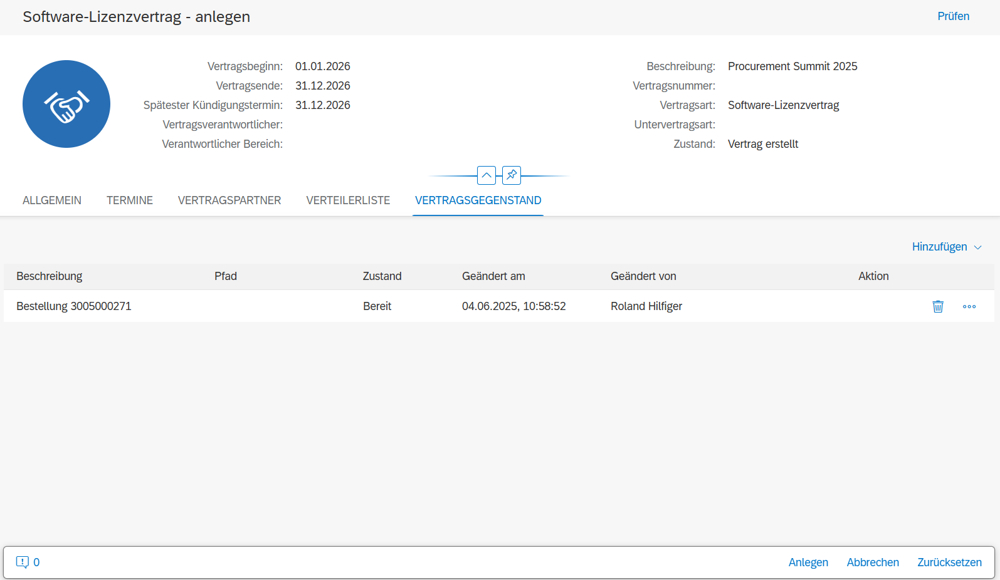 Software-Lizenzvertrag - anlegen
Prüfen
Vertragsbeginn: 01.01.2026
Vertragsende: 31.12.2026
Spätester Kündigungstermin: 31.12.2026
Vertragsverantwortlicher:
Verantwortlicher Bereich:
Beschreibung: Procurement Summit 2025
Vertragsnummer:
Vertragsart: Software-Lizenzvertrag
Untervertragsart:
Zustand: Vertrag erstellt
ALLGEMEIN TERMINE VERTRAGSPARTNER VERTEILERLISTE VERTRAGSGEGENSTAND
Hinzufügen
Beschreibung Pfad Zustand Geändert am Geändert von Aktion
Bestellung 3005000271 Bereit 04.06.2025, 10:58:52 Roland Hilfiger
0 Anlegen Abbrechen Zurücksetzen